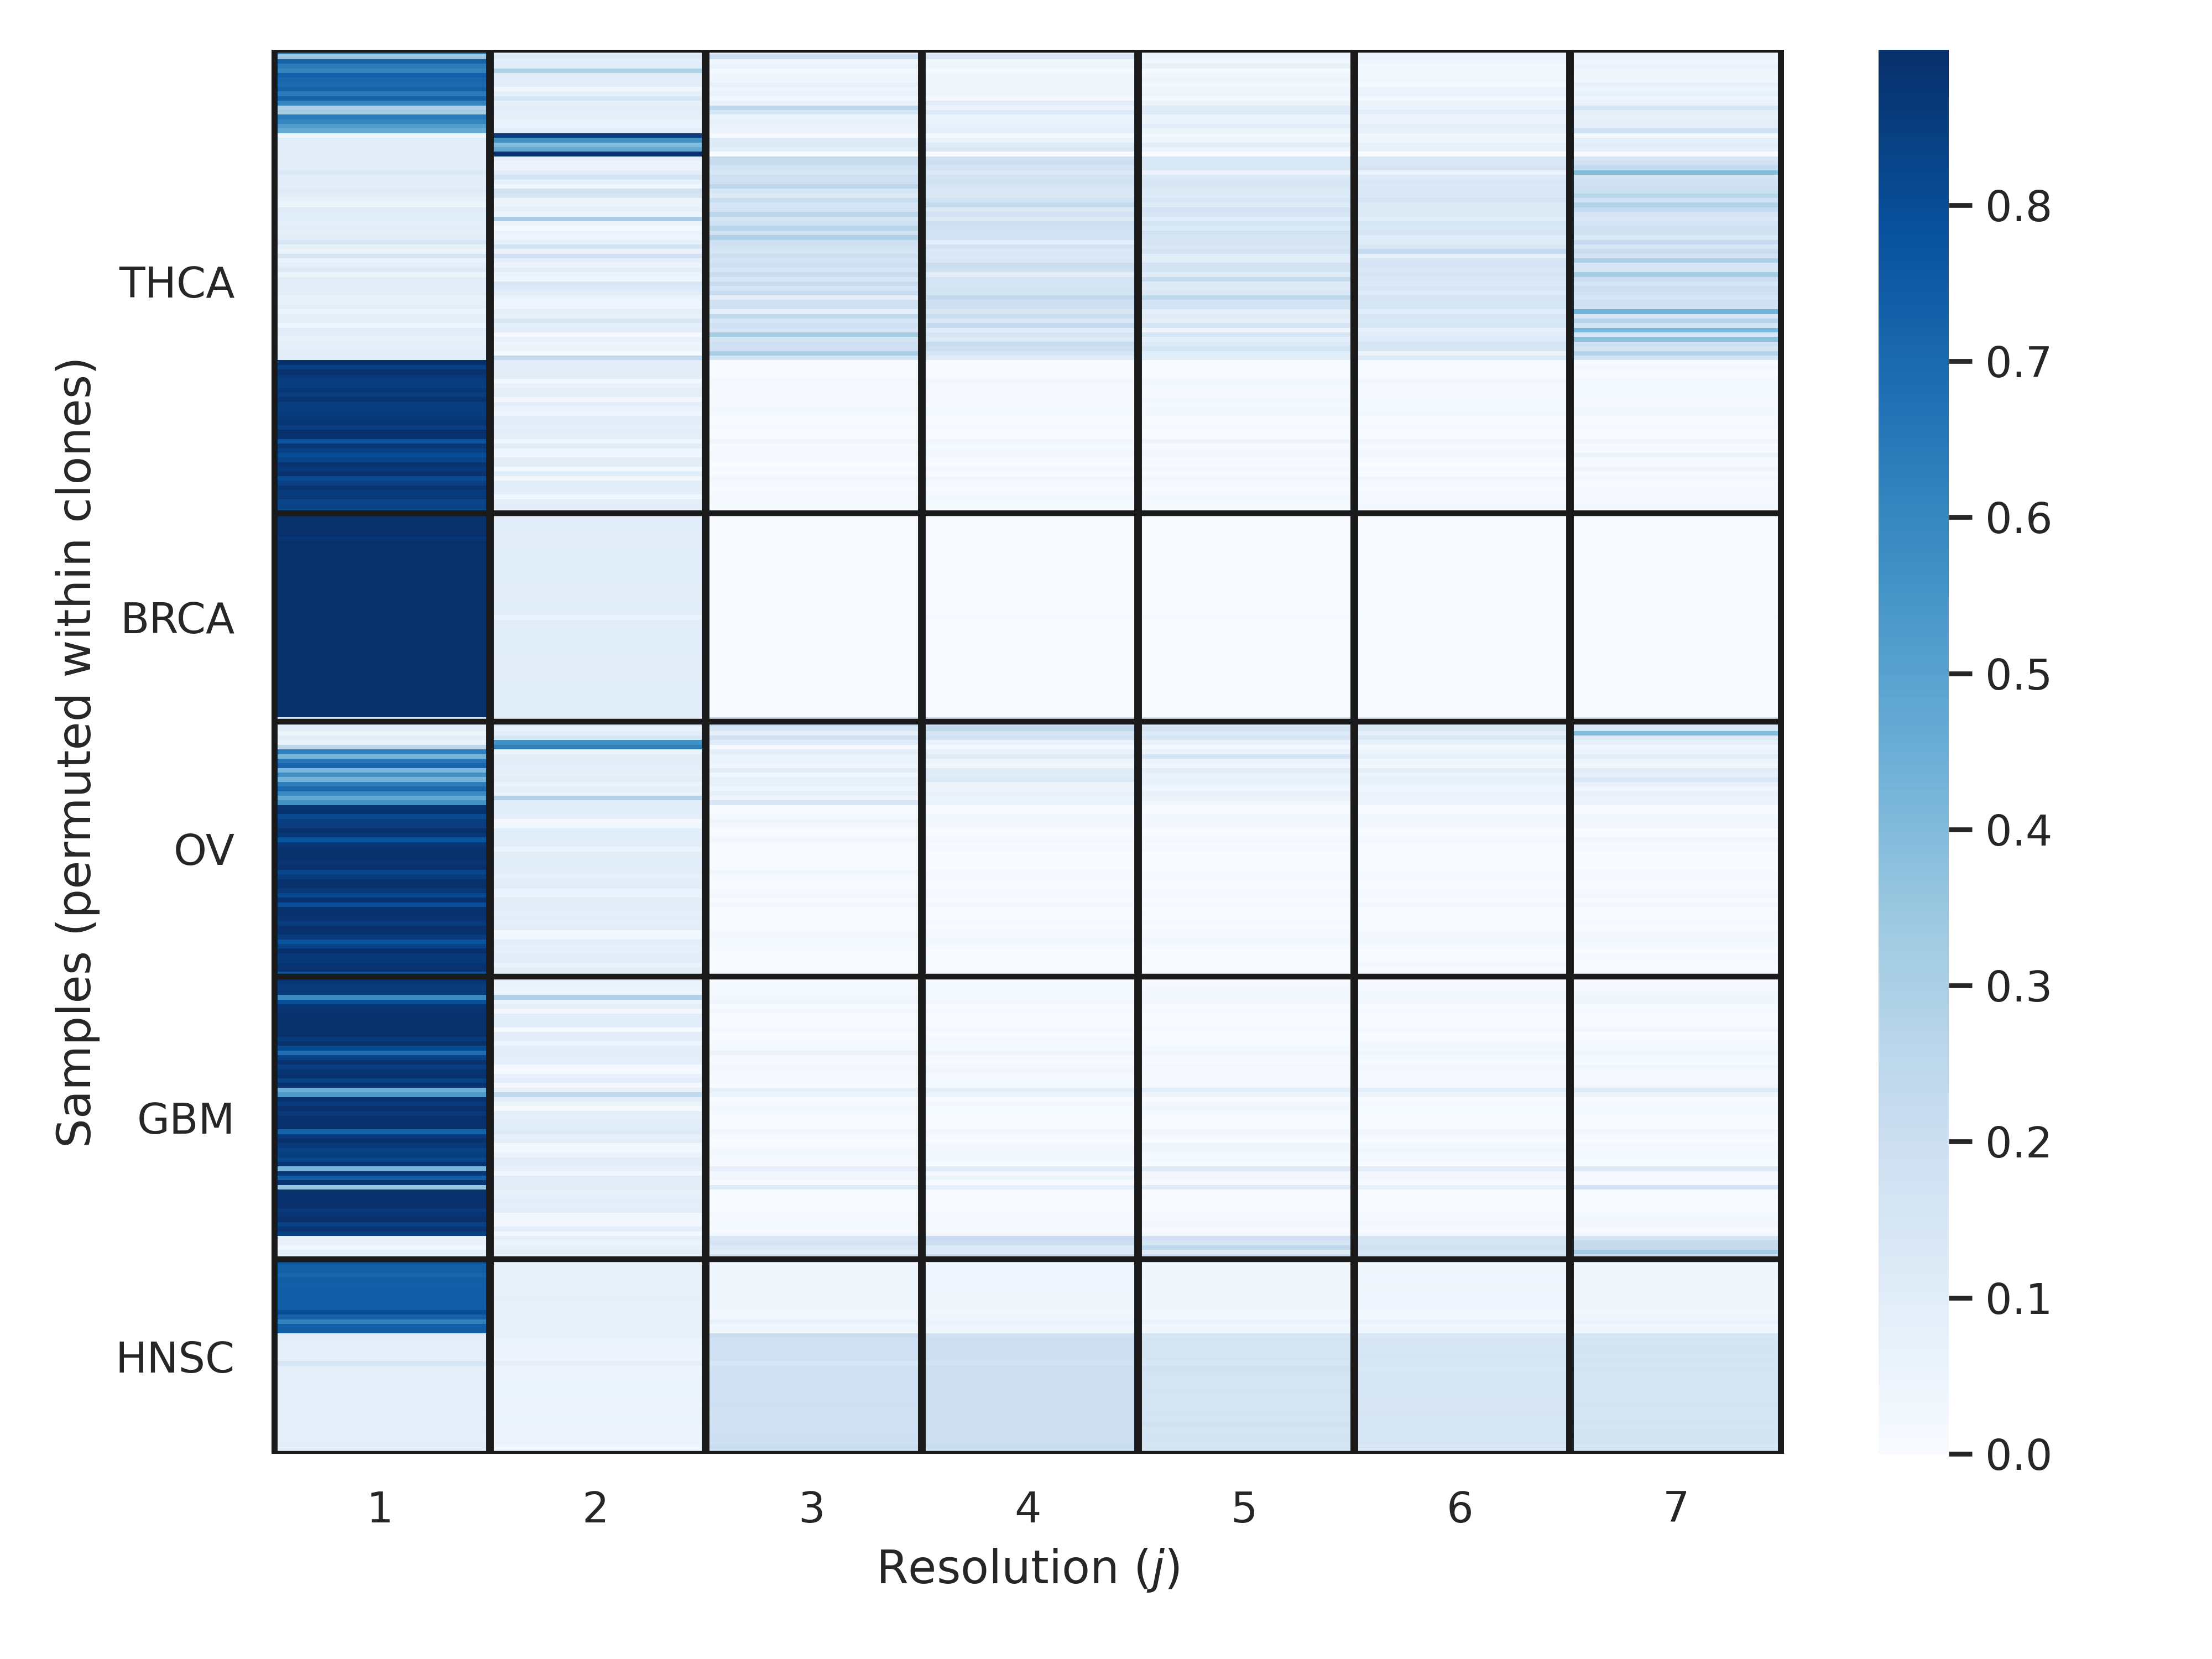 Samples (permuted within clones)
THCA
BRCA
OV
GBM
HNSC
1 2 3 4 5 6 7
Resolution (j)
0.8
0.7
0.6
0.5
0.4
0.3
0.2
0.1
0.0